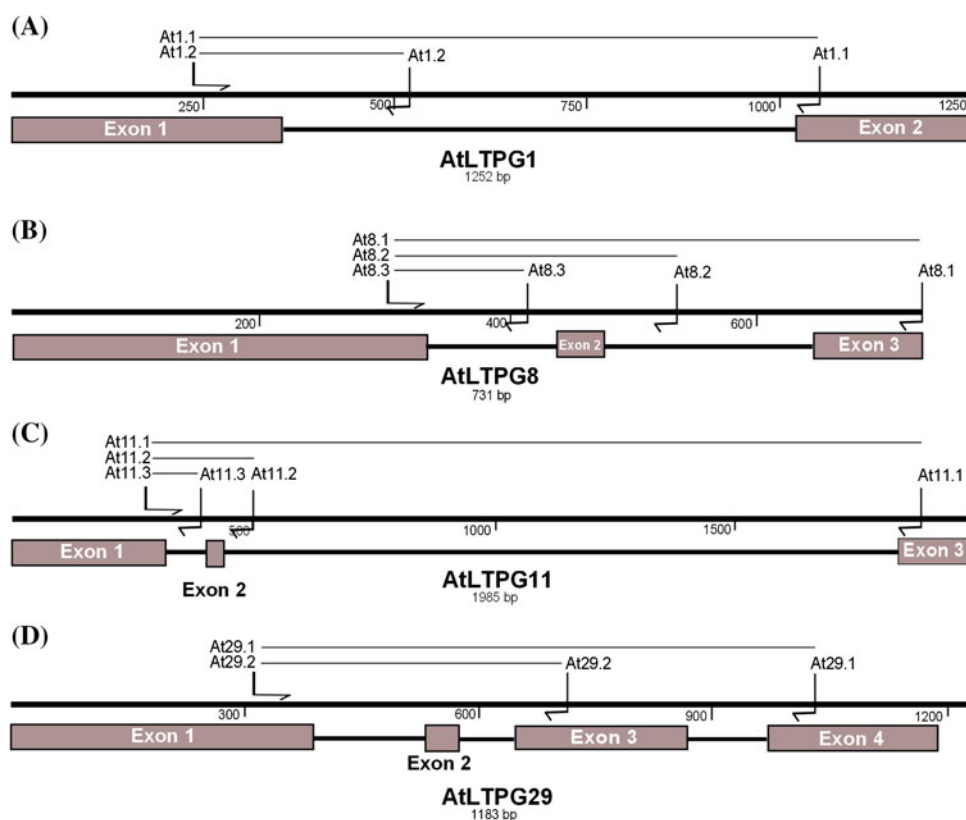 (A)
At1.1
At1.2 At1.2 At1.1
250 500 750 1000 1250
Exon 1 Exon 2
AtLTPG1
1252 bp
(B)
At8.1
At8.2
At8.3 At8.3 At8.2 At8.1
200 400 600
Exon 1 Exon 2 Exon 3
AtLTPG8
731 bp
(C)
At11.1
At11.2
At11.3 At11.3 At11.2 At11.1
500 1000 1500
Exon 1 Exon 3
Exon 2
AtLTPG11
1985 bp
(D)
At29.1
At29.2 At29.2 At29.1
300 600 900 1200
Exon 1 Exon 3 Exon 4
Exon 2
AtLTPG29
1183 bp